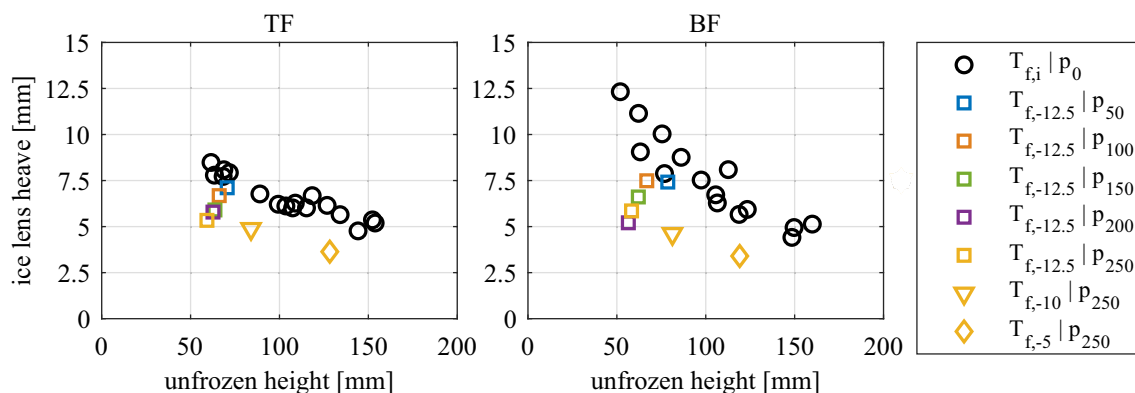 TF
BF
15
12.5
10
7.5
5
2.5
0
ice lens heave [mm]
0
50
100
150
200
unfrozen height [mm]
15
12.5
10
7.5
5
2.5
0
0
50
100
150
200
unfrozen height [mm]
T_f,i | p_0
T_f,-12.5 | p_50
T_f,-12.5 | p_100
T_f,-12.5 | p_150
T_f,-12.5 | p_200
T_f,-12.5 | p_250
T_f,-10 | p_250
T_f,-5 | p_250